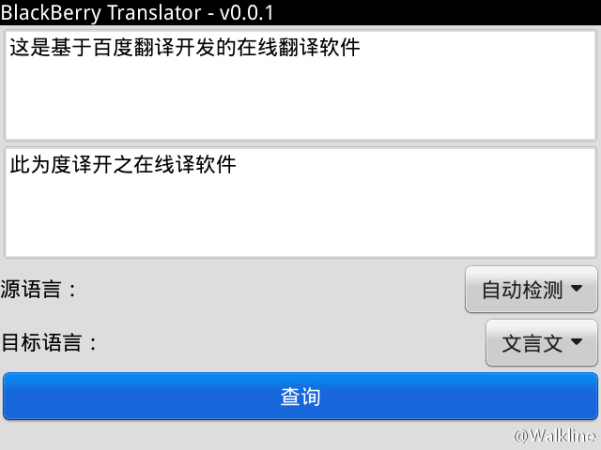 BlackBerry Translator - v0.0.1
这是基于百度翻译开发的在线翻译软件
此为度译开之在线译软件
源语言：
自动检测
目标语言：
文言文
查询
@Walkline